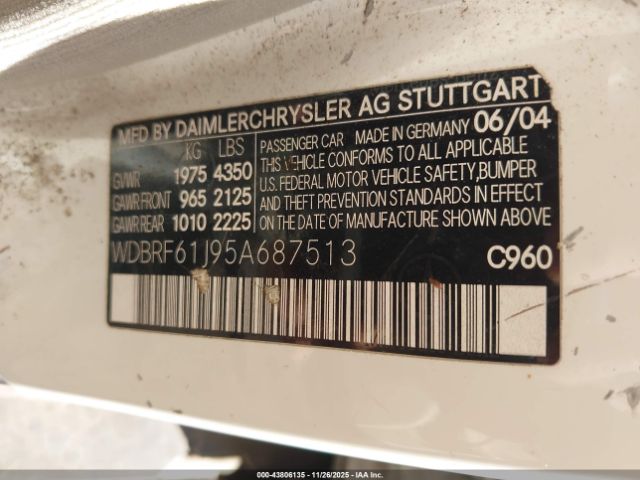 MFD BY DAIMLERCHRYSLER AG STUTTGART
KG LBS
GVWR 1975 4350
GAWR FRONT 965 2125
GAWR REAR 1010 2225
PASSENGER CAR MADE IN GERMANY 06/04
THIS VEHICLE CONFORMS TO ALL APPLICABLE
U.S. FEDERAL MOTOR VEHICLE SAFETY,BUMPER
AND THEFT PREVENTION STANDARDS IN EFFECT
ON THE DATE OF MANUFACTURE SHOWN ABOVE
WDBRF61J95A687513
C960
000-43806135 - 11/26/2025 - IAAI, Inc.